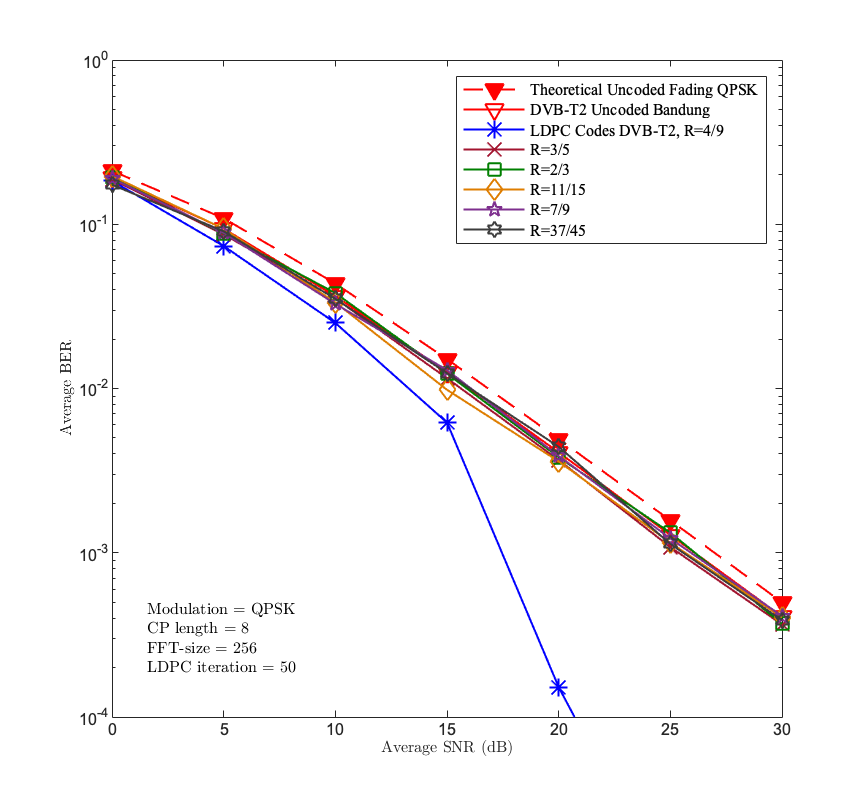 10^0
10^-1
10^-2
10^-3
10^-4
0 5 10 15 20 25 30
Average BER
Average SNR (dB)
Theoretical Uncoded Fading QPSK
DVB-T2 Uncoded Bandung
LDPC Codes DVB-T2, R=4/9
R=3/5
R=2/3
R=11/15
R=7/9
R=37/45
Modulation = QPSK
CP length = 8
FFT-size = 256
LDPC iteration = 50